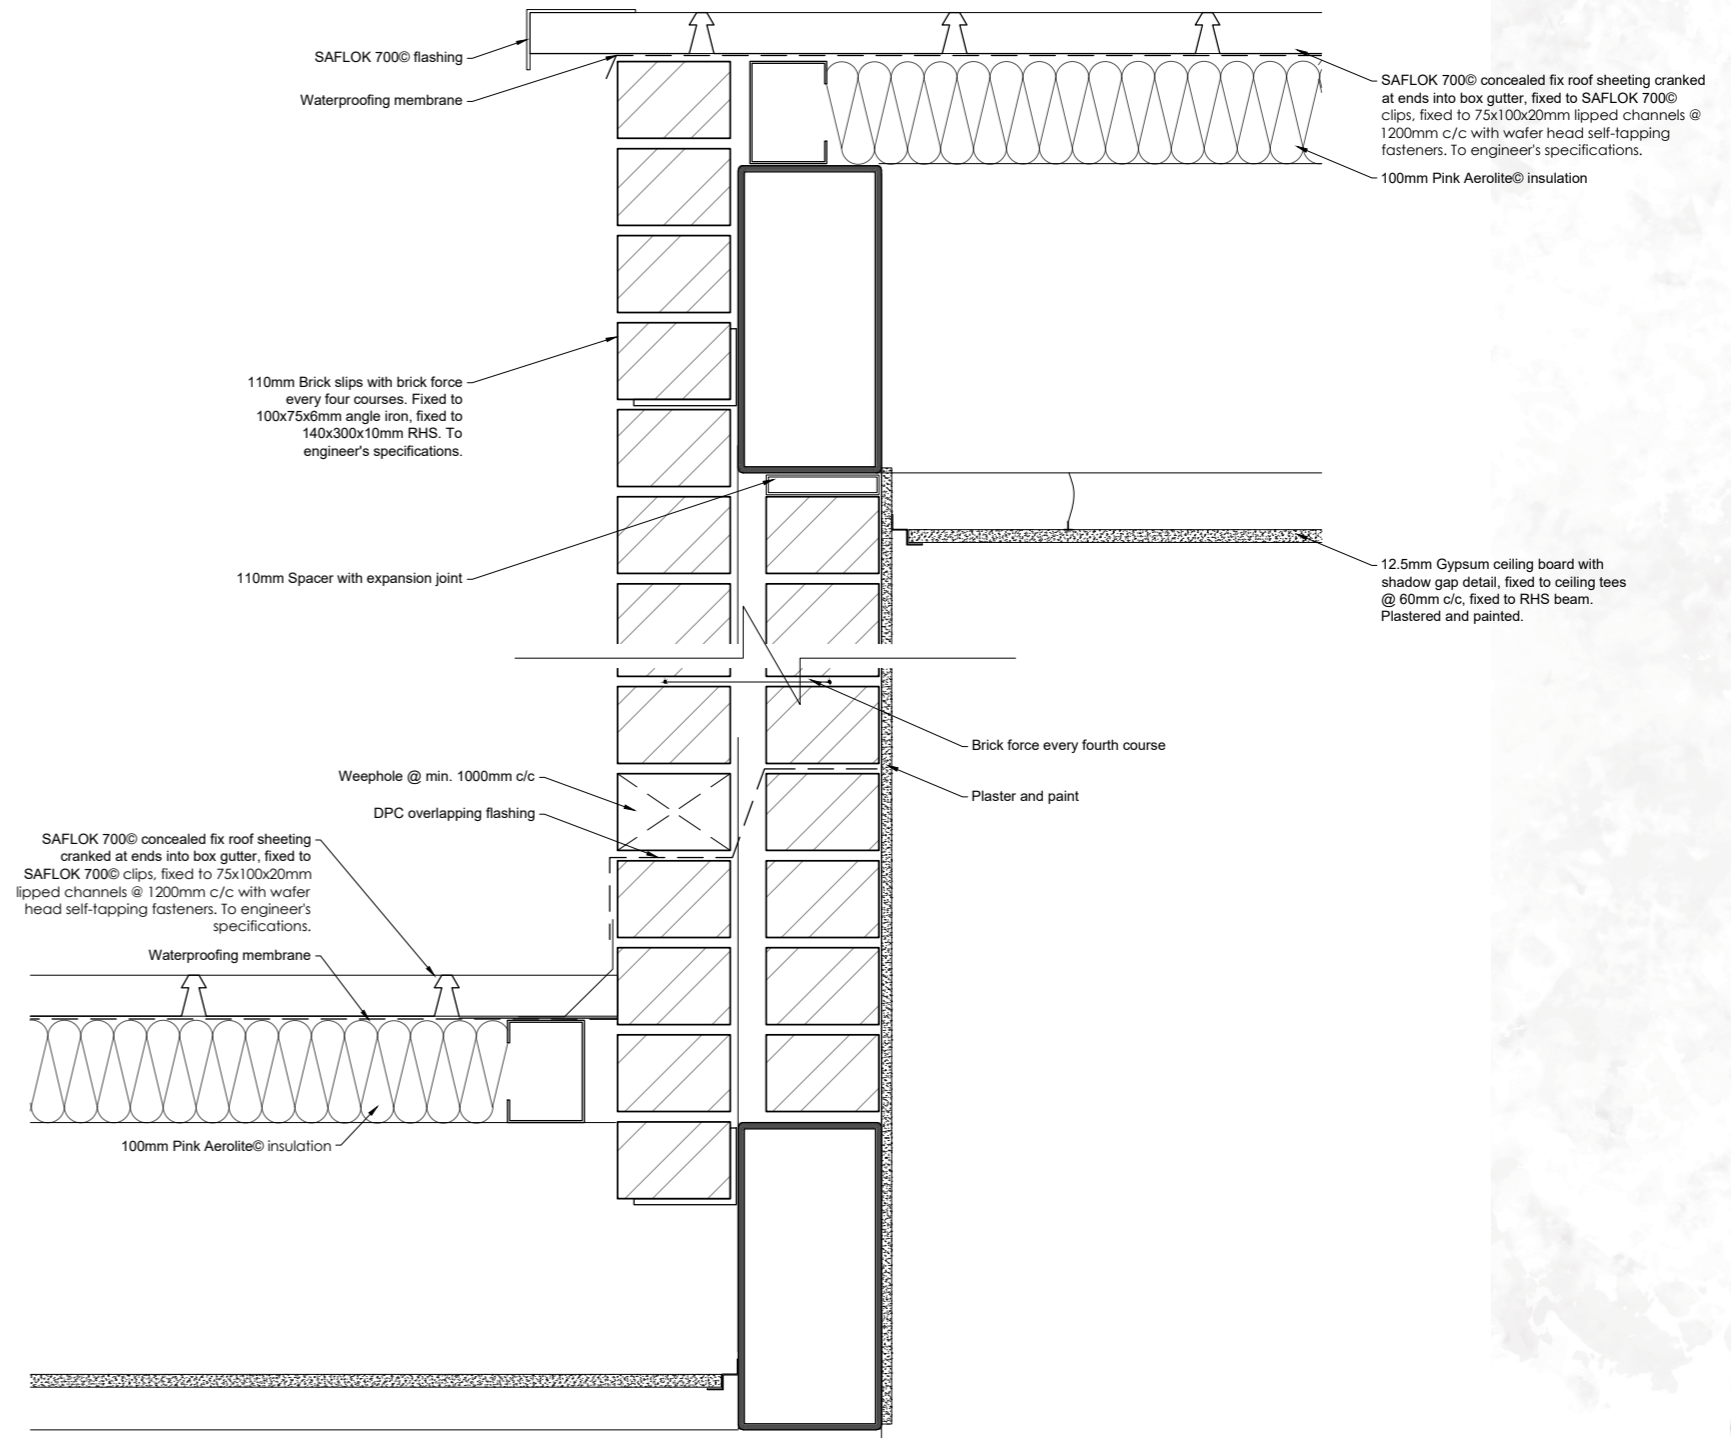 SAFLOK 700© flashing
Waterproofing membrane
SAFLOK 700© concealed fix roof sheeting cranked
at ends into box gutter, fixed to SAFLOK 700©
clips, fixed to 75x100x20mm lipped channels @
1200mm c/c with wafer head self-tapping
fasteners. To engineer's specifications.
100mm Pink Aerolite© insulation
110mm Brick slips with brick force
every four courses. Fixed to
100x75x6mm angle iron, fixed to
140x300x10mm RHS. To
engineer's specifications.
110mm Spacer with expansion joint
12.5mm Gypsum ceiling board with
shadow gap detail, fixed to ceiling tees
@ 60mm c/c, fixed to RHS beam.
Plastered and painted.
Brick force every fourth course
Plaster and paint
Weephole @ min. 1000mm c/c
DPC overlapping flashing
SAFLOK 700© concealed fix roof sheeting
cranked at ends into box gutter, fixed to
SAFLOK 700© clips, fixed to 75x100x20mm
lipped channels @ 1200mm c/c with wafer
head self-tapping fasteners. To engineer's
specifications.
Waterproofing membrane
100mm Pink Aerolite© insulation